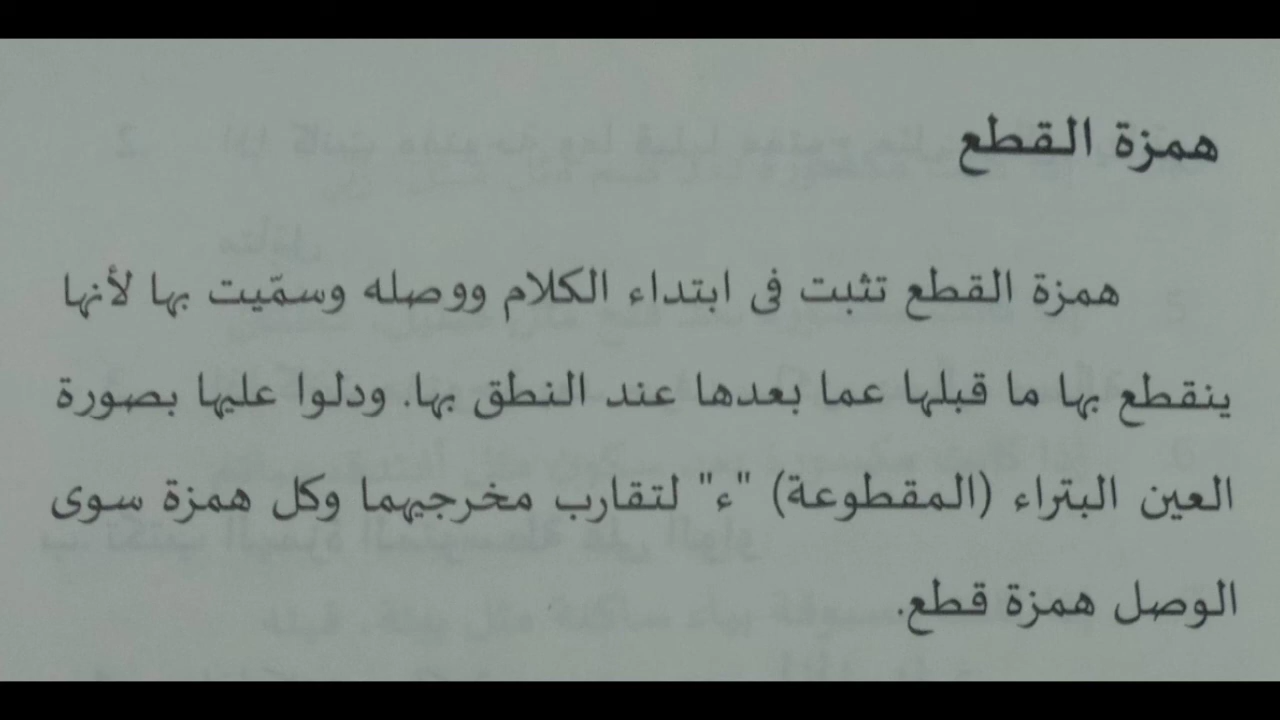 همزة القطع
همزة القطع تثبت فى ابتداء الكلام ووصله وسمّيت بها لأنها
ينقطع بها ما قبلها عما بعدها عند النطق بها. ودلوا عليها بصورة
العين البتراء (المقطوعة) "ء" لتقارب مخرجيهما وكل همزة سوى
الوصل همزة قطع.